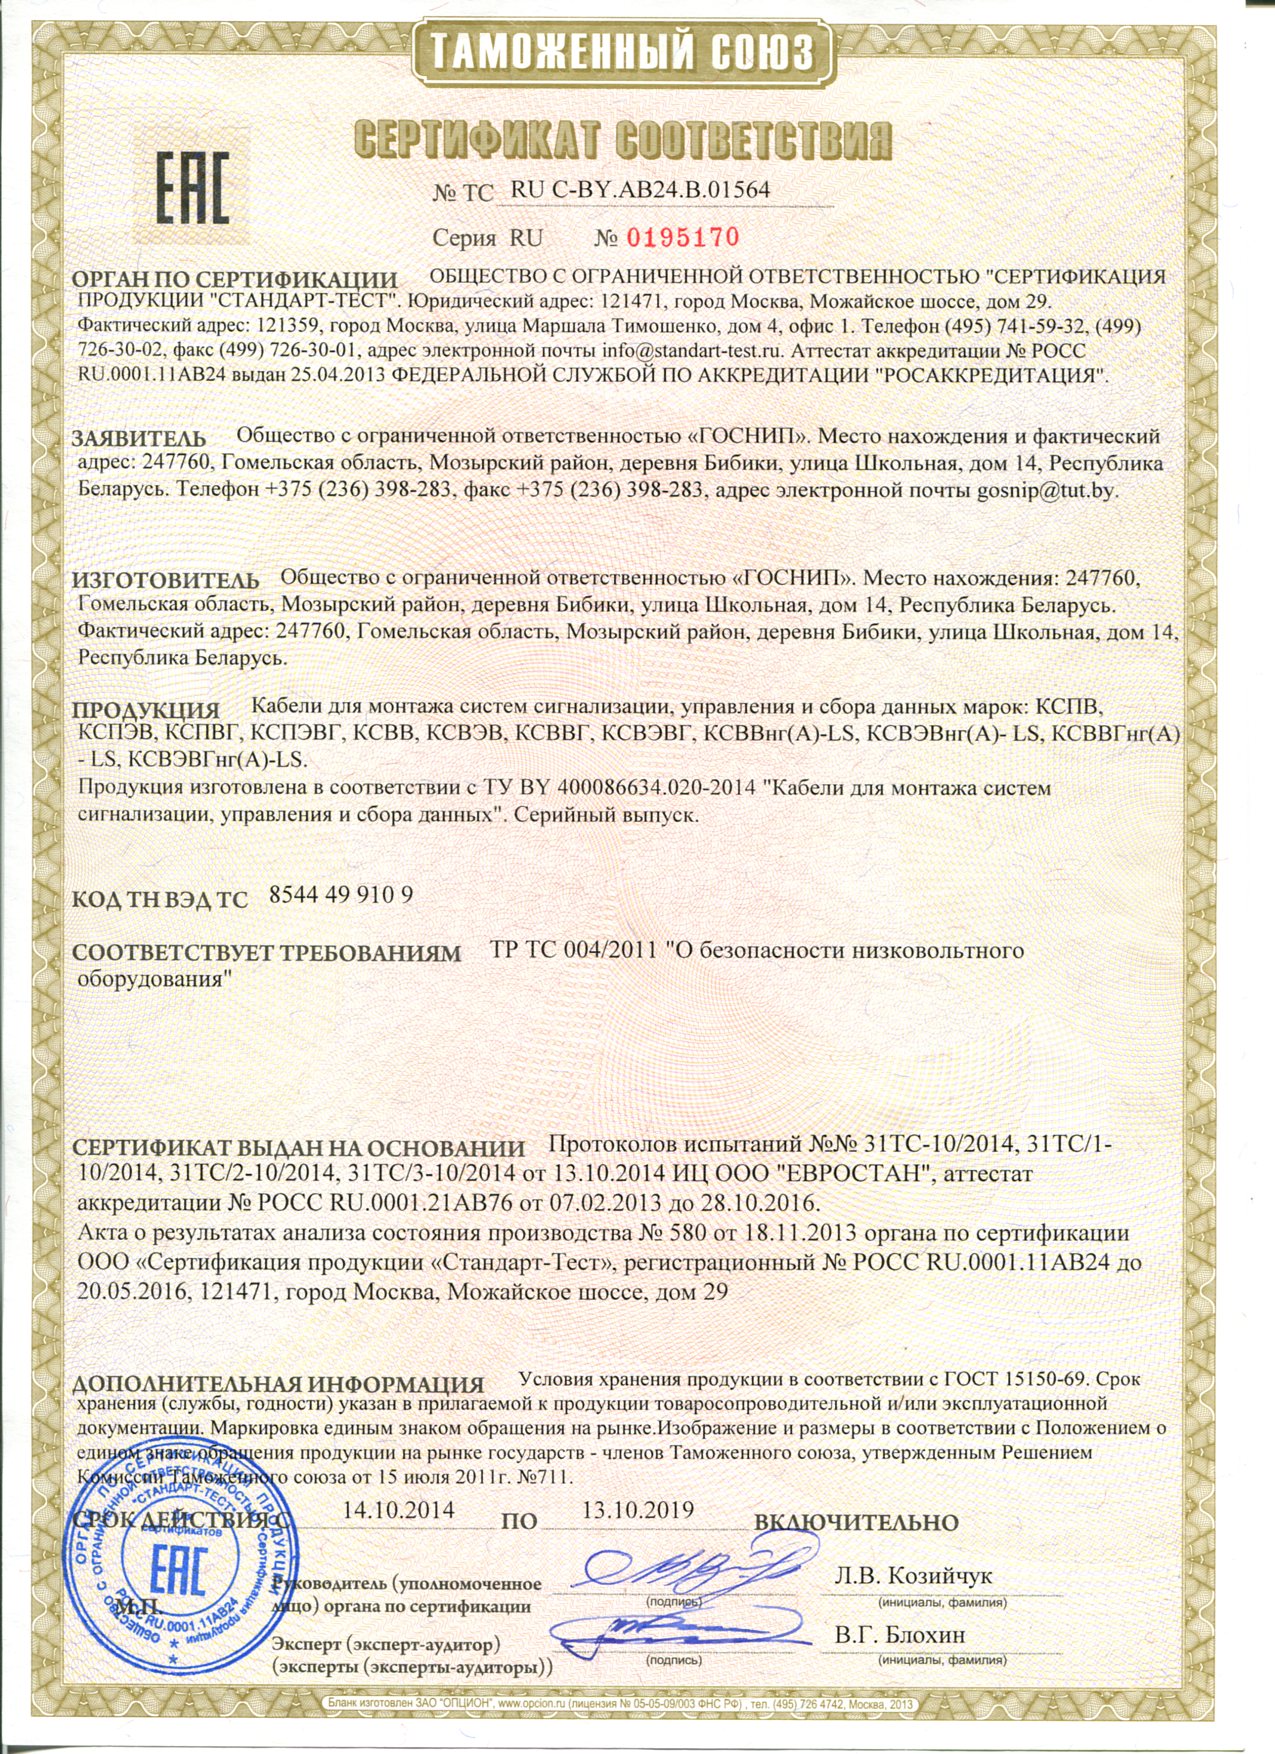 ТАМОЖЕННЫЙ СОЮЗ
СЕРТИФИКАТ СООТВЕТСТВИЯ
ЕАС
№ ТС RU С-BY.АВ24.В.01564
Серия RU № 0195170
ОРГАН ПО СЕРТИФИКАЦИИ ОБЩЕСТВО С ОГРАНИЧЕННОЙ ОТВЕТСТВЕННОСТЬЮ "СЕРТИФИКАЦИЯ
ПРОДУКЦИИ "СТАНДАРТ-ТЕСТ". Юридический адрес: 121471, город Москва, Можайское шоссе, дом 29.
Фактический адрес: 121359, город Москва, улица Маршала Тимошенко, дом 4, офис 1. Телефон (495) 741-59-32, (499)
726-30-02, факс (499) 726-30-01, адрес электронной почты info@standart-test.ru. Аттестат аккредитации № РОСС
RU.0001.11АВ24 выдан 25.04.2013 ФЕДЕРАЛЬНОЙ СЛУЖБОЙ ПО АККРЕДИТАЦИИ "РОСАККРЕДИТАЦИЯ".
ЗАЯВИТЕЛЬ Общество с ограниченной ответственностью «ГОСНИП». Место нахождения и фактический
адрес: 247760, Гомельская область, Мозырский район, деревня Бибики, улица Школьная, дом 14, Республика
Беларусь. Телефон +375 (236) 398-283, факс +375 (236) 398-283, адрес электронной почты gosnip@tut.by.
ИЗГОТОВИТЕЛЬ Общество с ограниченной ответственностью «ГОСНИП». Место нахождения: 247760,
Гомельская область, Мозырский район, деревня Бибики, улица Школьная, дом 14, Республика Беларусь.
Фактический адрес: 247760, Гомельская область, Мозырский район, деревня Бибики, улица Школьная, дом 14,
Республика Беларусь.
ПРОДУКЦИЯ Кабели для монтажа систем сигнализации, управления и сбора данных марок: КСПВ,
КСПЭВ, КСПВГ, КСПЭВГ, КСВВ, КСВЭВ, КСВВГ, КСВЭВГ, КСВВнг(А)-LS, КСВЭВнг(А)- LS, КСВВГнг(А)
- LS, КСВЭВГнг(А)-LS.
Продукция изготовлена в соответствии с ТУ BY 400086634.020-2014 "Кабели для монтажа систем
сигнализации, управления и сбора данных". Серийный выпуск.
КОД ТН ВЭД ТС 8544 49 910 9
СООТВЕТСТВУЕТ ТРЕБОВАНИЯМ ТР ТС 004/2011 "О безопасности низковольтного
оборудования"
СЕРТИФИКАТ ВЫДАН НА ОСНОВАНИИ Протоколов испытаний №№ 31ТС-10/2014, 31ТС/1-
10/2014, 31ТС/2-10/2014, 31ТС/3-10/2014 от 13.10.2014 ИЦ ООО "ЕВРОСТАН", аттестат
аккредитации № РОСС RU.0001.21АВ76 от 07.02.2013 до 28.10.2016.
Акта о результатах анализа состояния производства № 580 от 18.11.2013 органа по сертификации
ООО «Сертификация продукции «Стандарт-Тест», регистрационный № РОСС RU.0001.11АВ24 до
20.05.2016, 121471, город Москва, Можайское шоссе, дом 29
ДОПОЛНИТЕЛЬНАЯ ИНФОРМАЦИЯ Условия хранения продукции в соответствии с ГОСТ 15150-69. Срок
хранения (службы, годности) указан в прилагаемой к продукции товаросопроводительной и/или эксплуатационной
документации. Маркировка единым знаком обращения на рынке.Изображение и размеры в соответствии с Положением о
едином знаке обращения продукции на рынке государств - членов Таможенного союза, утвержденным Решением
Комиссии Таможенного союза от 15 июля 2011г. №711.
СРОК ДЕЙСТВИЯ С 14.10.2014 ПО 13.10.2019 ВКЛЮЧИТЕЛЬНО
ОРГАН ПО СЕРТИФИКАЦИИ ПРОДУКЦИИ
ОБЩЕСТВО С ОГРАНИЧЕННОЙ ОТВЕТСТВЕННОСТЬЮ "Сертификация продукции
"СТАНДАРТ-ТЕСТ"
Для сертификатов
ЕАС
РОСС RU.0001.11АВ24
М.П.
Руководитель (уполномоченное
лицо) органа по сертификации
(подпись)
Л.В. Козийчук
(инициалы, фамилия)
Эксперт (эксперт-аудитор)
(эксперты (эксперты-аудиторы))
(подпись)
В.Г. Блохин
(инициалы, фамилия)
Бланк изготовлен ЗАО "ОПЦИОН", www.opcion.ru (лицензия № 05-05-09/003 ФНС РФ) , тел. (495) 726 4742, Москва, 2013